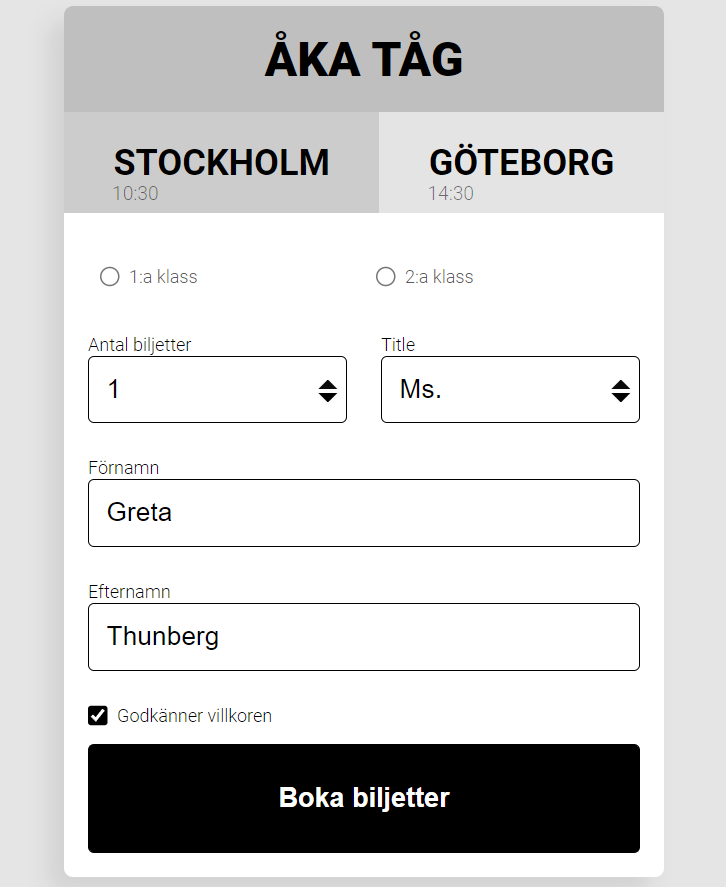 ÅKA TÅG
STOCKHOLM GÖTEBORG
10:30 14:30
1:a klass 2:a klass
Antal biljetter Title
1 Ms.
Förnamn
Greta
Efternamn
Thunberg
Godkänner villkoren
Boka biljetter